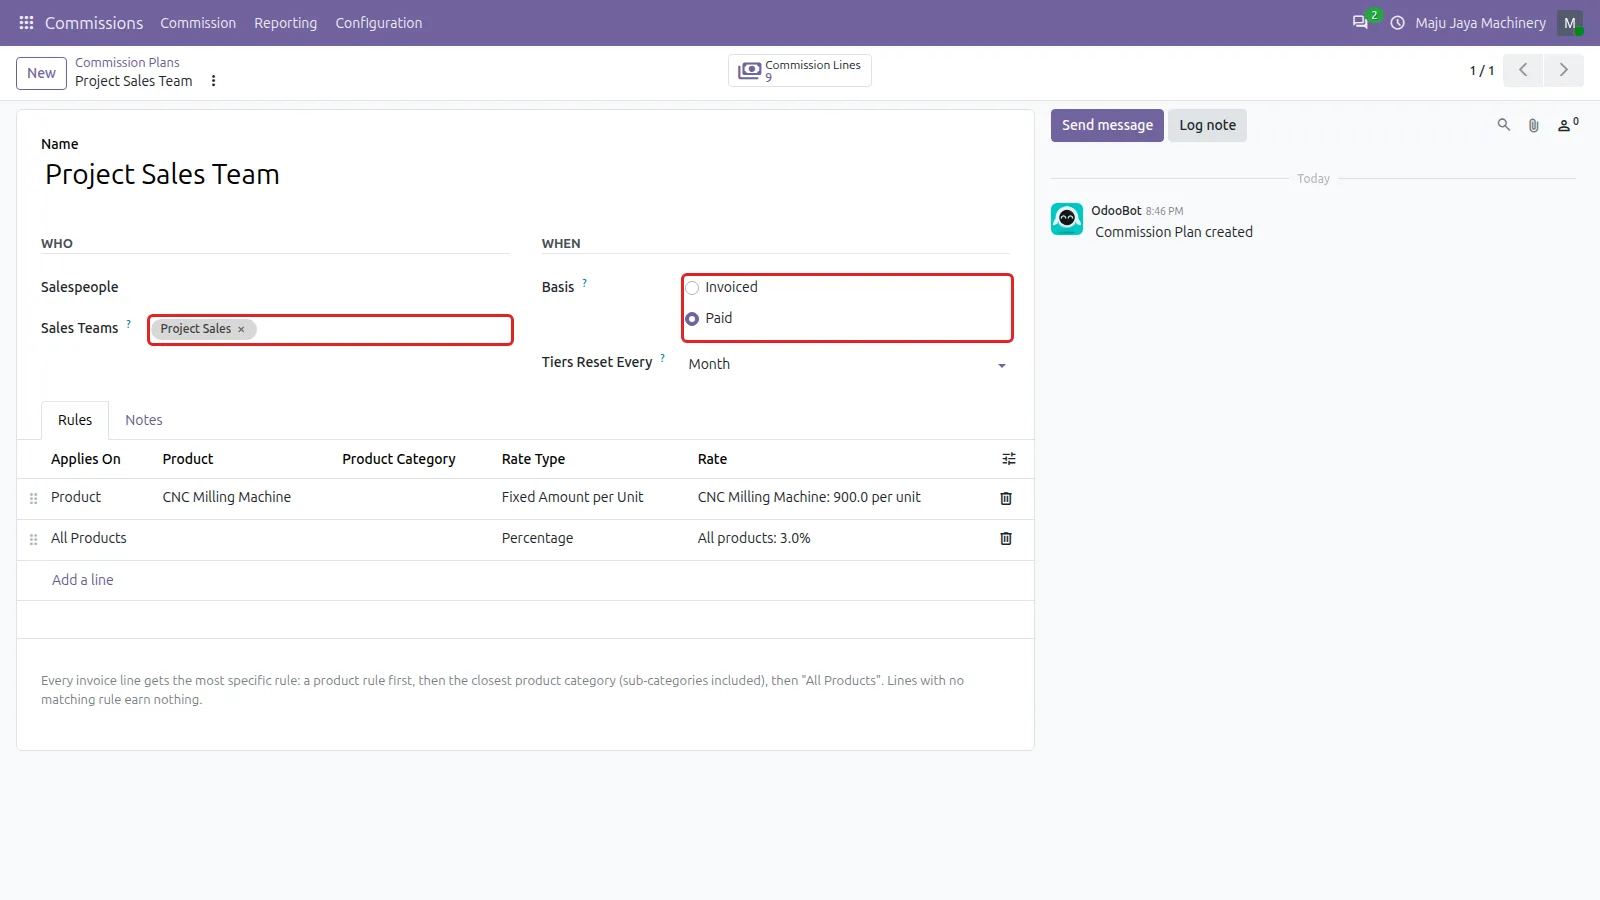 Commissions Commission Reporting Configuration 2 Maju Jaya Machinery M
New Commission Plans
Project Sales Team
Commission Lines
9
1 / 1
Send message Log note 0
Name
Project Sales Team
Today
OdooBot 8:46 PM
Commission Plan created
WHO WHEN
Salespeople Basis ? Invoiced
Sales Teams ? Project Sales × Paid
Tiers Reset Every ? Month
Rules Notes
Applies On Product Product Category Rate Type Rate
Product CNC Milling Machine Fixed Amount per Unit CNC Milling Machine: 900.0 per unit
All Products Percentage All products: 3.0%
Add a line
Every invoice line gets the most specific rule: a product rule first, then the closest product category (sub-categories included), then "All Products". Lines with no
matching rule earn nothing.